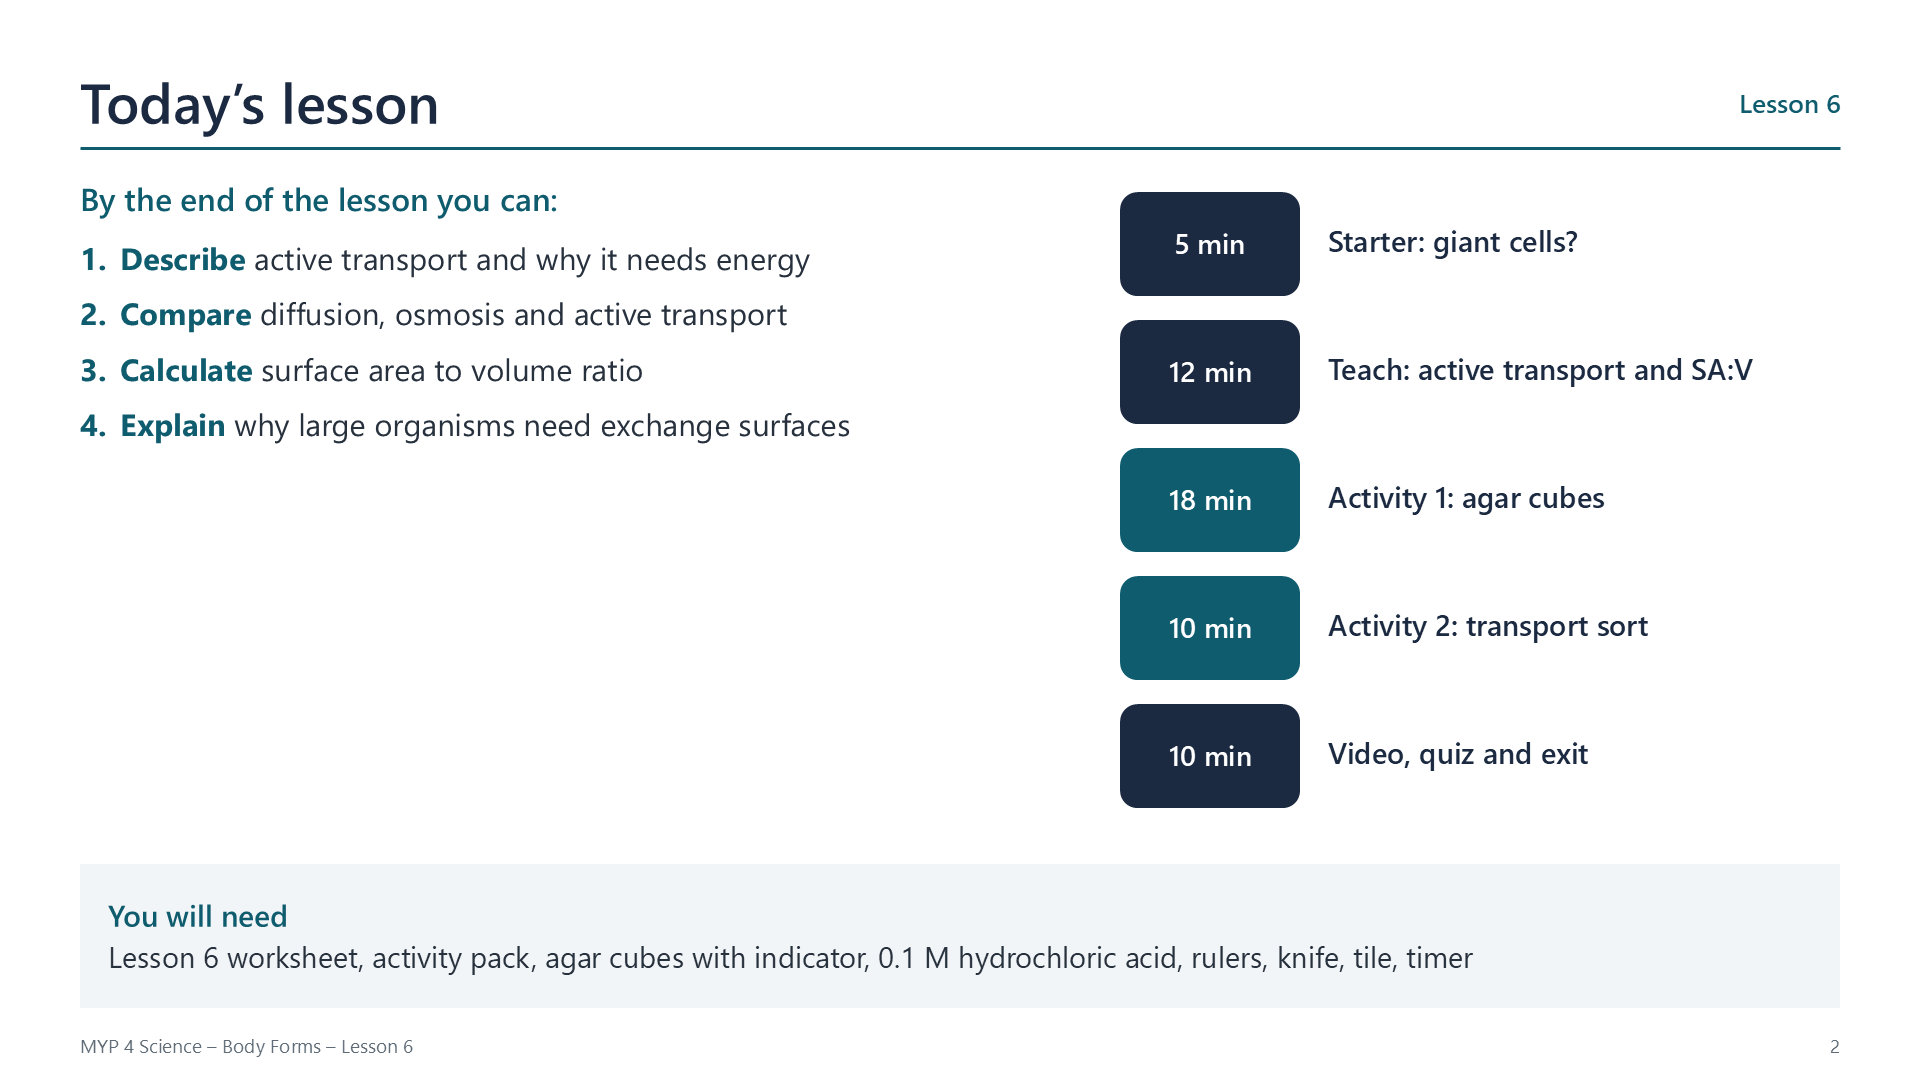 Today’s lesson
Lesson 6
By the end of the lesson you can:
1. Describe active transport and why it needs energy
2. Compare diffusion, osmosis and active transport
3. Calculate surface area to volume ratio
4. Explain why large organisms need exchange surfaces
5 min
Starter: giant cells?
12 min
Teach: active transport and SA:V
18 min
Activity 1: agar cubes
10 min
Activity 2: transport sort
10 min
Video, quiz and exit
You will need
Lesson 6 worksheet, activity pack, agar cubes with indicator, 0.1 M hydrochloric acid, rulers, knife, tile, timer
MYP 4 Science – Body Forms – Lesson 6
2